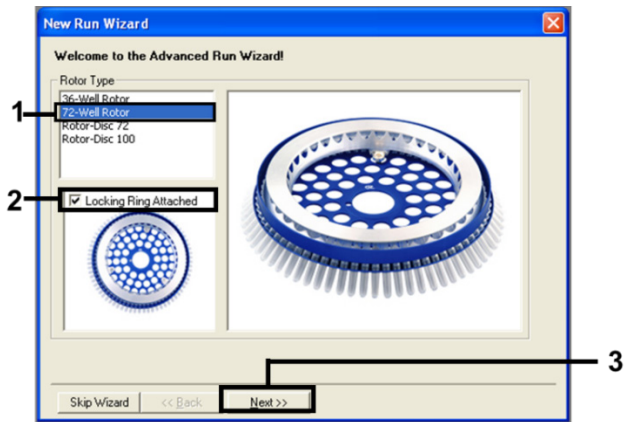 New Run Wizard
Welcome to the Advanced Run Wizard!
Rotor Type
36-Well Rotor
1
72-Well Rotor
Rotor-Disc 72
Rotor-Disc 100
2
Locking Ring Attached
3
Skip Wizard
<< Back
Next >>